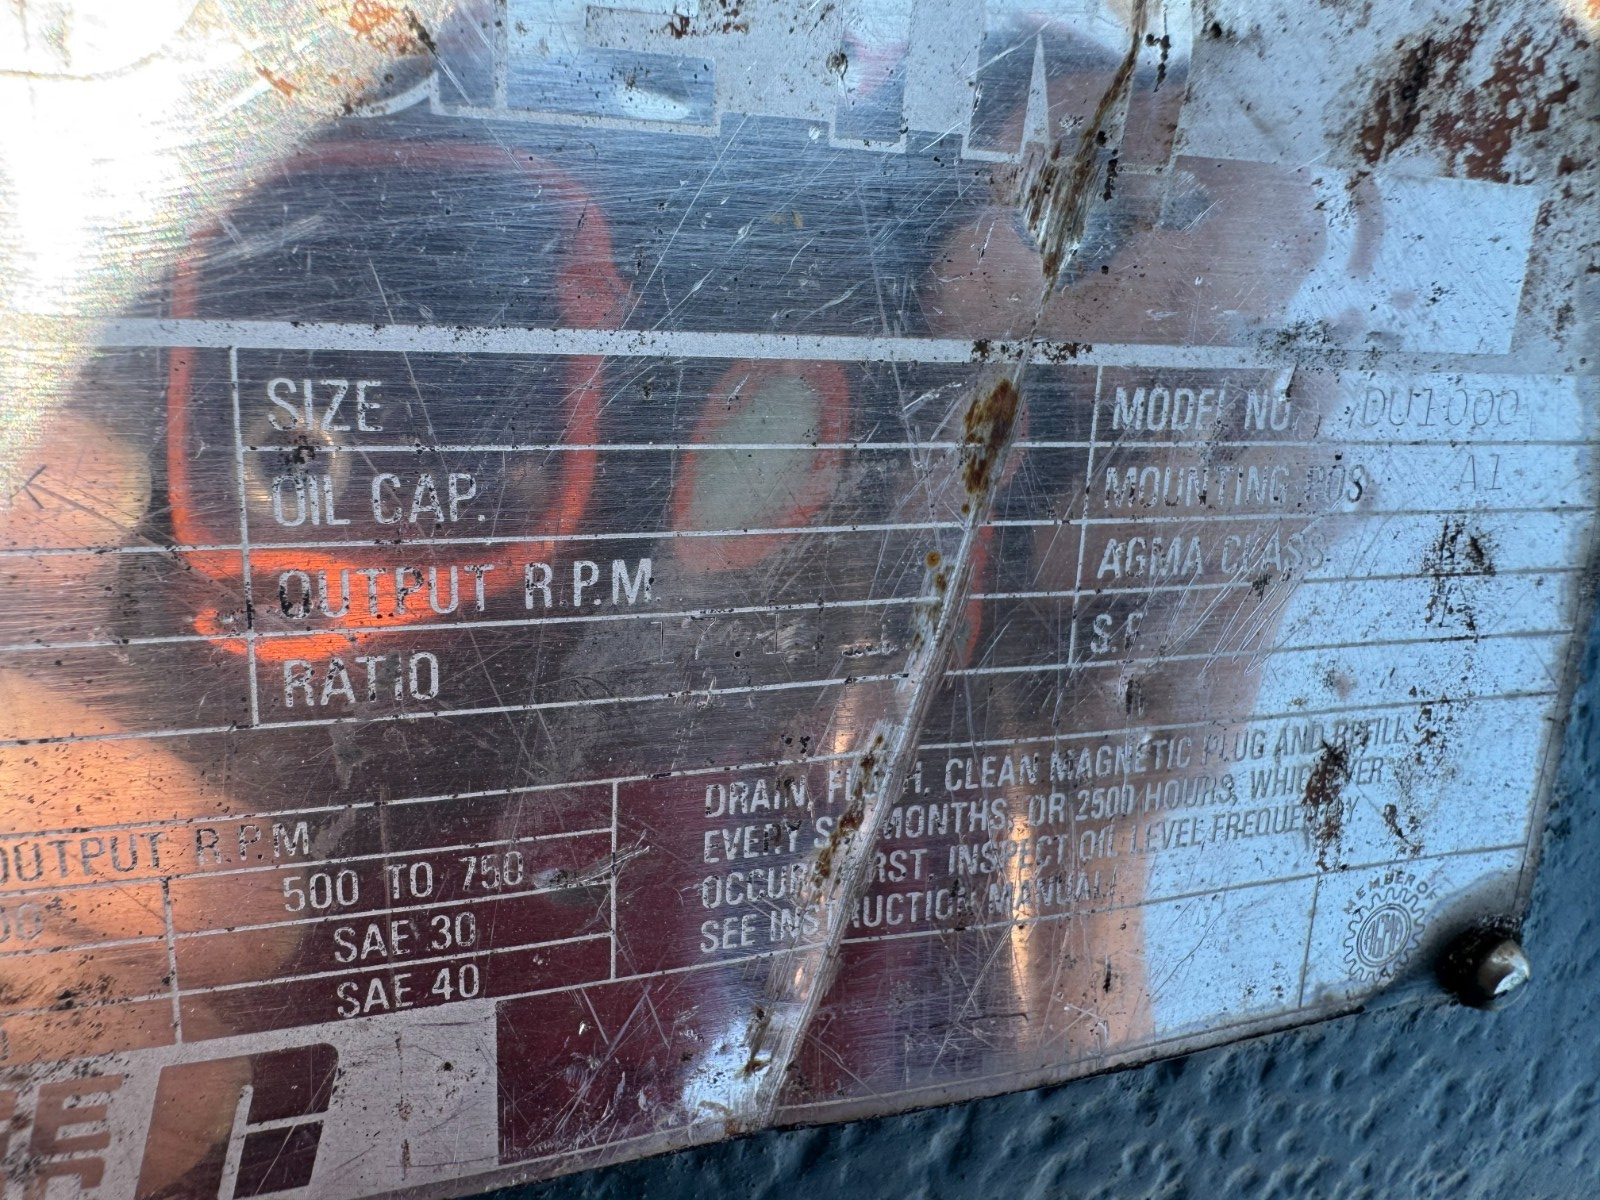 SIZE
MODEL NO. DU1000
OIL CAP.
MOUNTING POS A1
OUTPUT R.P.M.
AGMA CLASS
RATIO
S.F.
OUTPUT R.P.M
500 TO 750
SAE 30
SAE 40
DRAIN, FLUSH, CLEAN MAGNETIC PLUG AND REFILL
EVERY SIX MONTHS, OR 2500 HOURS, WHICHEVER
OCCURS FIRST. INSPECT OIL LEVEL FREQUENTLY
SEE INSTRUCTION MANUAL
MEMBER OF
AGMA